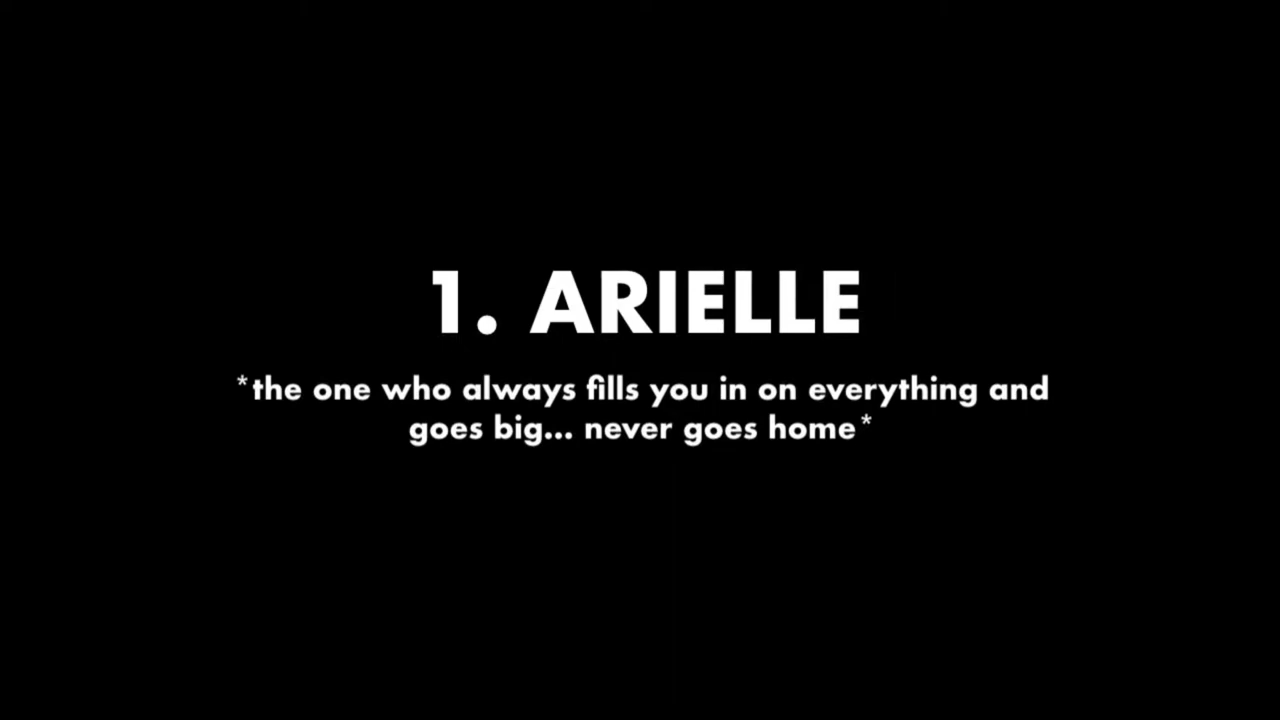 1. ARIELLE
*the one who always fills you in on everything and
goes big... never goes home*